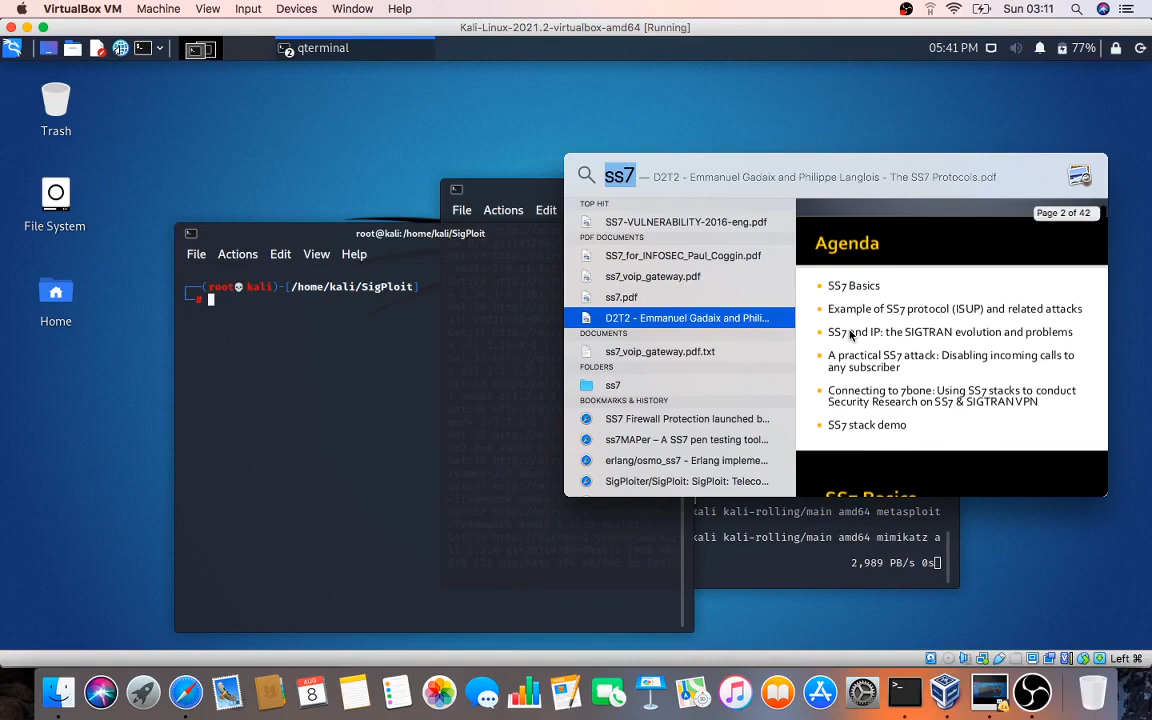 VirtualBox VM Machine View Input Devices Window Help
Sun 03:11
Kali-Linux-2021.2-virtualbox-amd64 [Running]
qterminal
05:41 PM
77%
Trash
File System
Home
File Actions Edit
root@kali: /home/kali/SigPloit
File Actions Edit View Help
(root kali)-[/home/kali/SigPloit]
#
ss7 — D2T2 - Emmanuel Gadaix and Philippe Langlois - The SS7 Protocols.pdf
TOP HIT
SS7-VULNERABILITY-2016-eng.pdf
PDF DOCUMENTS
SS7_for_INFOSEC_Paul_Coggin.pdf
ss7_voip_gateway.pdf
ss7.pdf
D2T2 - Emmanuel Gadaix and Phili...
DOCUMENTS
ss7_voip_gateway.pdf.txt
FOLDERS
ss7
BOOKMARKS & HISTORY
SS7 Firewall Protection launched b...
ss7MAPer – A SS7 pen testing tool...
erlang/osmo_ss7 - Erlang impleme...
SigPloiter/SigPloit: SigPloit: Teleco...
Page 2 of 42
Agenda
SS7 Basics
Example of SS7 protocol (ISUP) and related attacks
SS7 and IP: the SIGTRAN evolution and problems
A practical SS7 attack: Disabling incoming calls to
any subscriber
Connecting to 7bone: Using SS7 stacks to conduct
Security Research on SS7 & SIGTRAN VPN
SS7 stack demo
SS7 Basics
kali kali-rolling/main amd64 metasploit
kali kali-rolling/main amd64 mimikatz a
2,989 PB/s 0s
Left ⌘
AUG
8